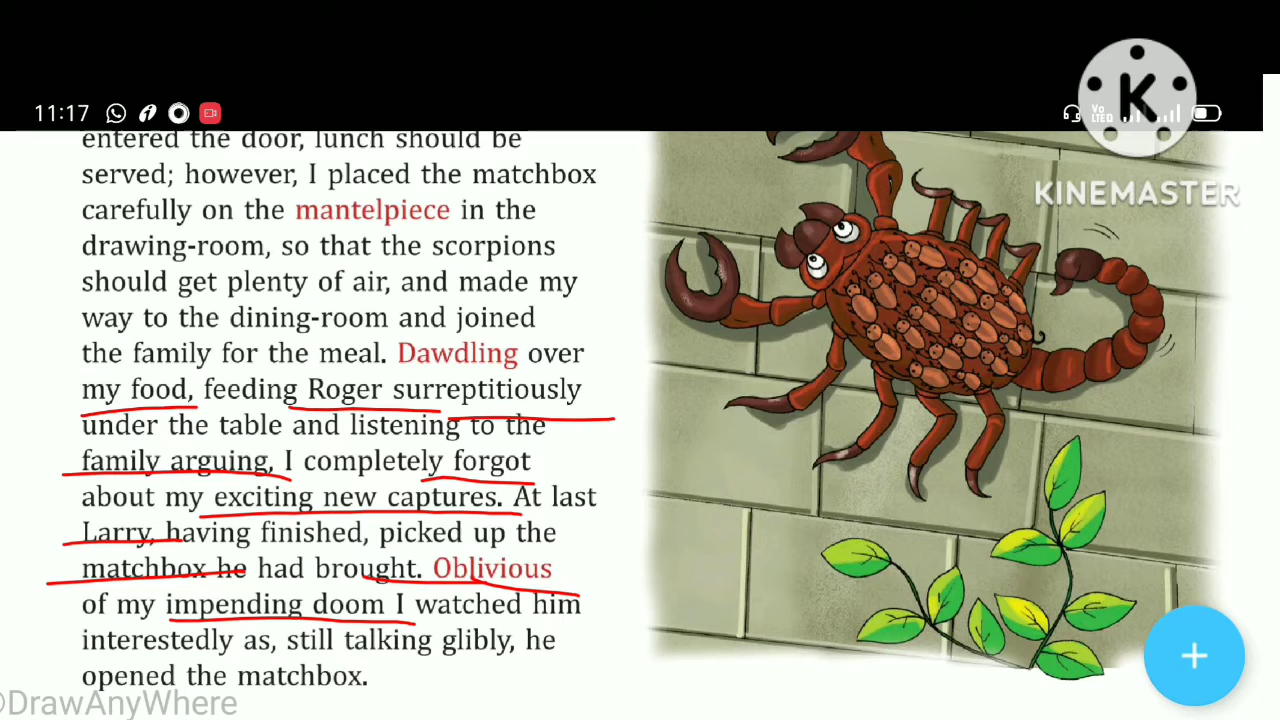 11:17
Vo
LTED
K
KINEMASTER
entered the door, lunch should be
served; however, I placed the matchbox
carefully on the mantelpiece in the
drawing-room, so that the scorpions
should get plenty of air, and made my
way to the dining-room and joined
the family for the meal. Dawdling over
my food, feeding Roger surreptitiously
under the table and listening to the
family arguing, I completely forgot
about my exciting new captures. At last
Larry, having finished, picked up the
matchbox he had brought. Oblivious
of my impending doom I watched him
interestedly as, still talking glibly, he
opened the matchbox.
©DrawAnyWhere